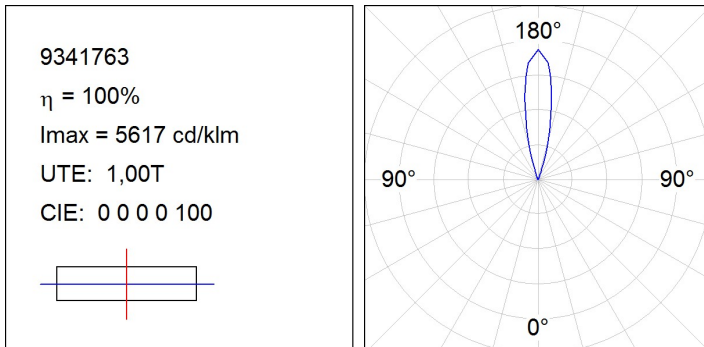 9341763
η = 100%
Imax = 5617 cd/klm
UTE: 1,00T
CIE: 0 0 0 0 100
180°
90°
90°
0°